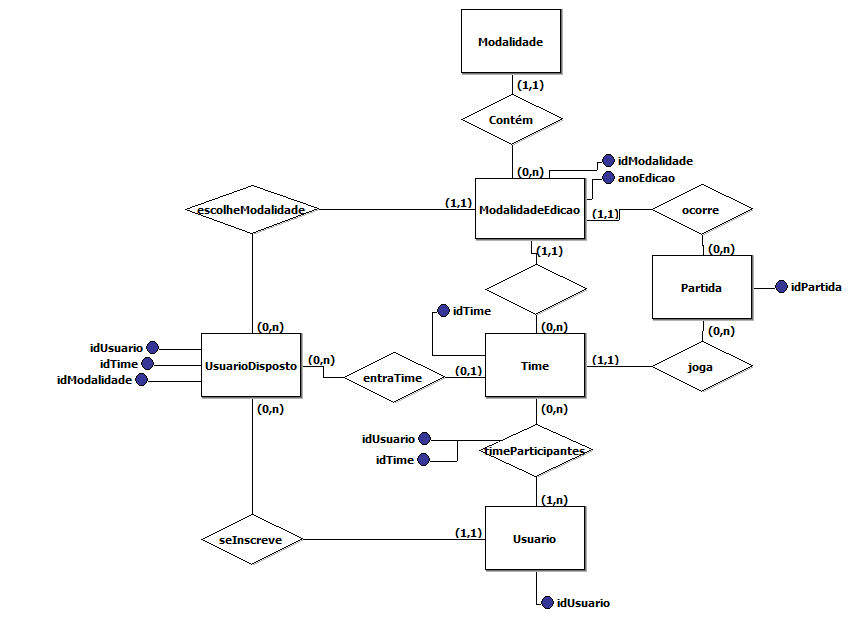 Modalidade
(1,1)
Contém
(0,n)
idModalidade
anoEdicao
escolheModalidade
(1,1)
ModalidadeEdicao
(1,1)
ocorre
(1,1)
(0,n)
Partida
idPartida
idTime
(0,n)
(0,n)
(0,n)
idUsuario
idTime
idModalidade
UsuarioDisposto
(0,n)
entraTime
(0,1)
Time
(1,1)
joga
(0,n)
(0,n)
idUsuario
idTime
timeParticipantes
(1,n)
seInscreve
(1,1)
Usuario
idUsuario